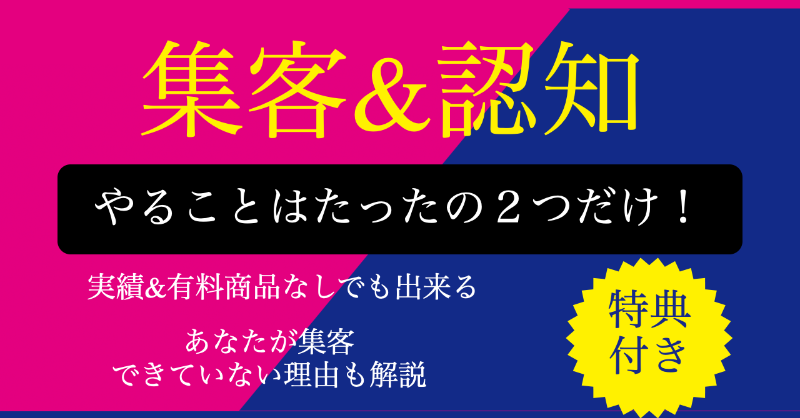 集客&認知
やることはたったの２つだけ！
実績&有料商品なしでも出来る
あなたが集客
できていない理由も解説
特典
付き